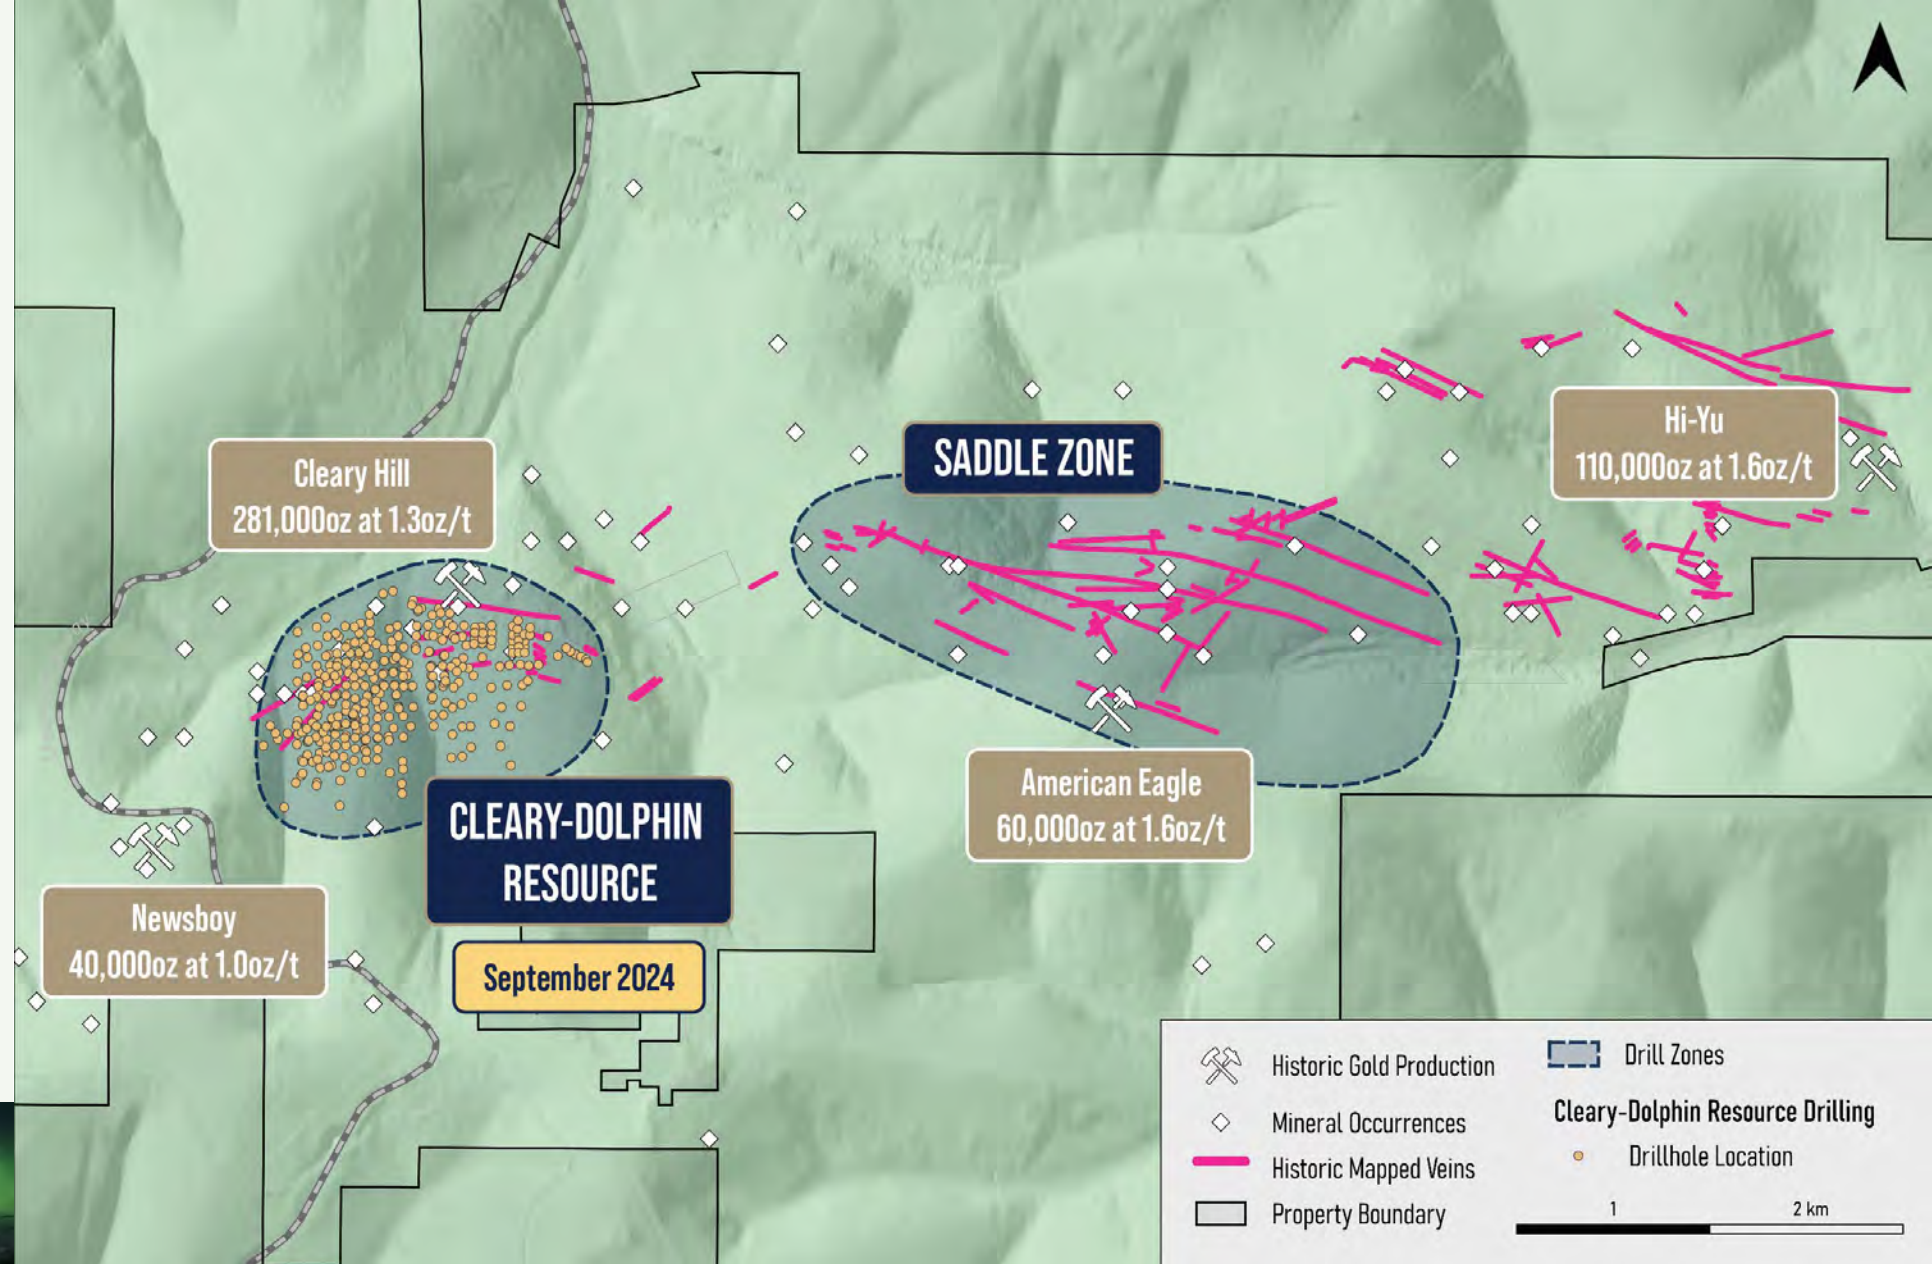 SADDLE ZONE
Hi-Yu
110,000oz at 1.6oz/t
Cleary Hill
281,000oz at 1.3oz/t
American Eagle
60,000oz at 1.6oz/t
CLEARY-DOLPHIN
RESOURCE
September 2024
Newsboy
40,000oz at 1.0oz/t
Historic Gold Production
Mineral Occurrences
Historic Mapped Veins
Property Boundary
Drill Zones
Cleary-Dolphin Resource Drilling
Drillhole Location
1 2 km